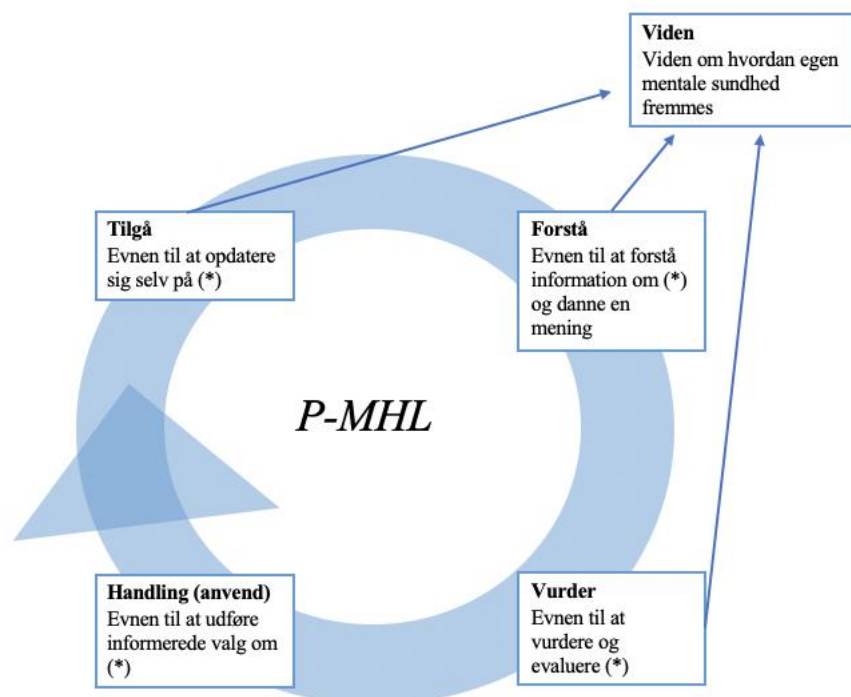 Viden
Viden om hvordan egen
mentale sundhed
fremmes
Tilgå
Evnen til at opdatere
sig selv på (*)
Forstå
Evnen til at forstå
information om (*)
og danne en
mening
P-MHL
Handling (anvend)
Evnen til at udføre
informerede valg om
(*)
Vurder
Evnen til at
vurdere og
evaluere (*)